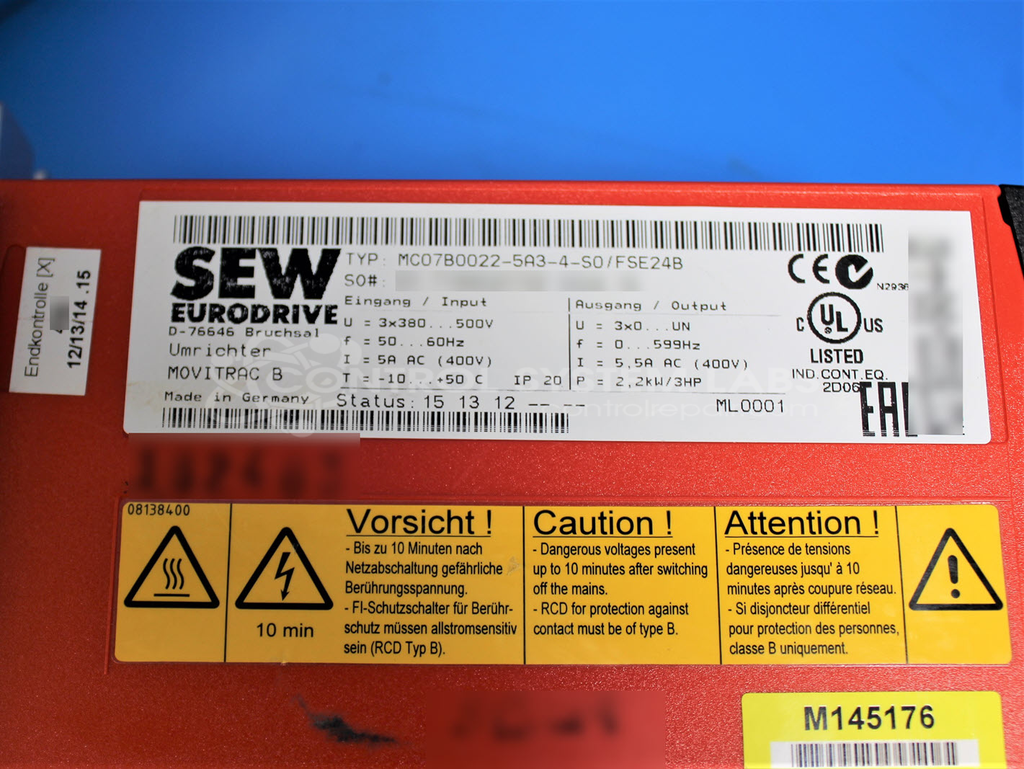 Endkontrolle [X]
12/13/14 .15
SEW
EURODRIVE
D-76646 Bruchsal
Umrichter
MOVITRAC B
Made in Germany
TYP: MC07B0022-5A3-4-S0/FSE24B
SO#:
Eingang / Input
U = 3x380...500V
f = 50...60Hz
I = 5A AC (400V)
T = -10...+50 C IP 20
Status: 15 13 12 -- --
Ausgang / Output
U = 3x0...UN
f = 0...599Hz
I = 5,5A AC (400V)
P = 2,2kW/3HP
ML0001
CE
N2936
C UL US
LISTED
IND.CONT.EQ.
2D06
EAC
CONTROL LABS
controlrepair.com
08138400
10 min
Vorsicht !
- Bis zu 10 Minuten nach
Netzabschaltung gefährliche
Berührungsspannung.
- FI-Schutzschalter für Berühr-
schutz müssen allstromsensitiv
sein (RCD Typ B).
Caution !
- Dangerous voltages present
up to 10 minutes after switching
off the mains.
- RCD for protection against
contact must be of type B.
Attention !
- Présence de tensions
dangereuses jusqu' à 10
minutes après coupure réseau.
- Si disjoncteur différentiel
pour protection des personnes,
classe B uniquement.
M145176